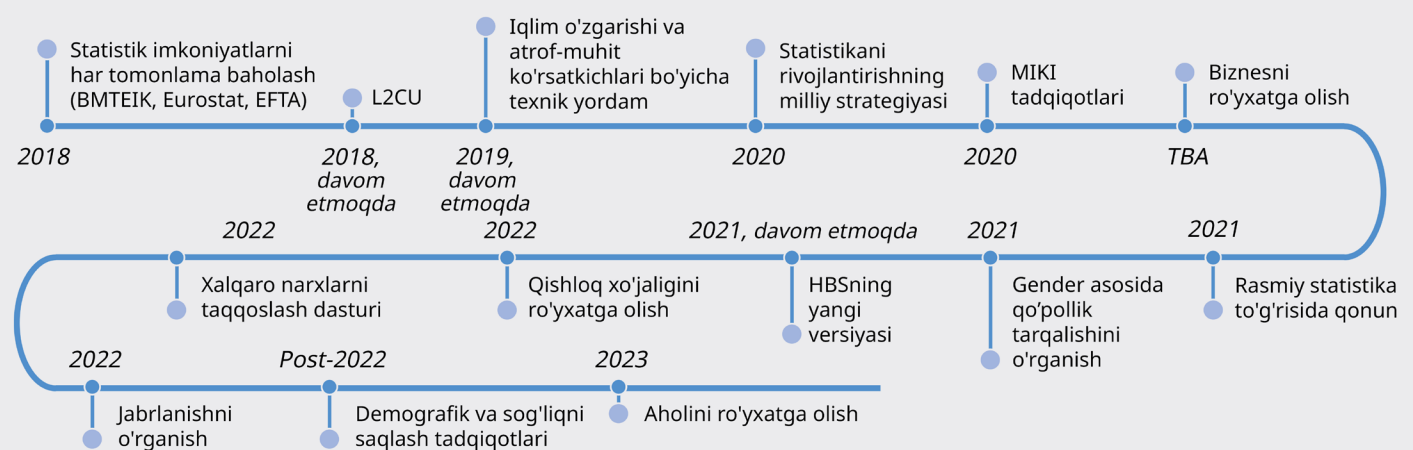 Statistik imkoniyatlarni
har tomonlama baholash
(BMTEIK, Eurostat, EFTA)
2018
L2CU
2018,
davom
etmoqda
Iqlim o'zgarishi va
atrof-muhit
ko'rsatkichlari bo'yicha
texnik yordam
2019,
davom
etmoqda
Statistikani
rivojlantirishning
milliy strategiyasi
2020
MIKI
tadqiqotlari
2020
Biznesni
ro'yxatga olish
TBA
2021
Rasmiy statistika
to'g'risida qonun
2021
Gender asosida
qo’pollik
tarqalishini
o'rganish
2021, davom etmoqda
HBSning
yangi
versiyasi
2022
Qishloq xo'jaligini
ro'yxatga olish
2022
Xalqaro narxlarni
taqqoslash dasturi
2022
Jabrlanishni
o'rganish
Post-2022
Demografik va sog'liqni
saqlash tadqiqotlari
2023
Aholini ro'yxatga olish